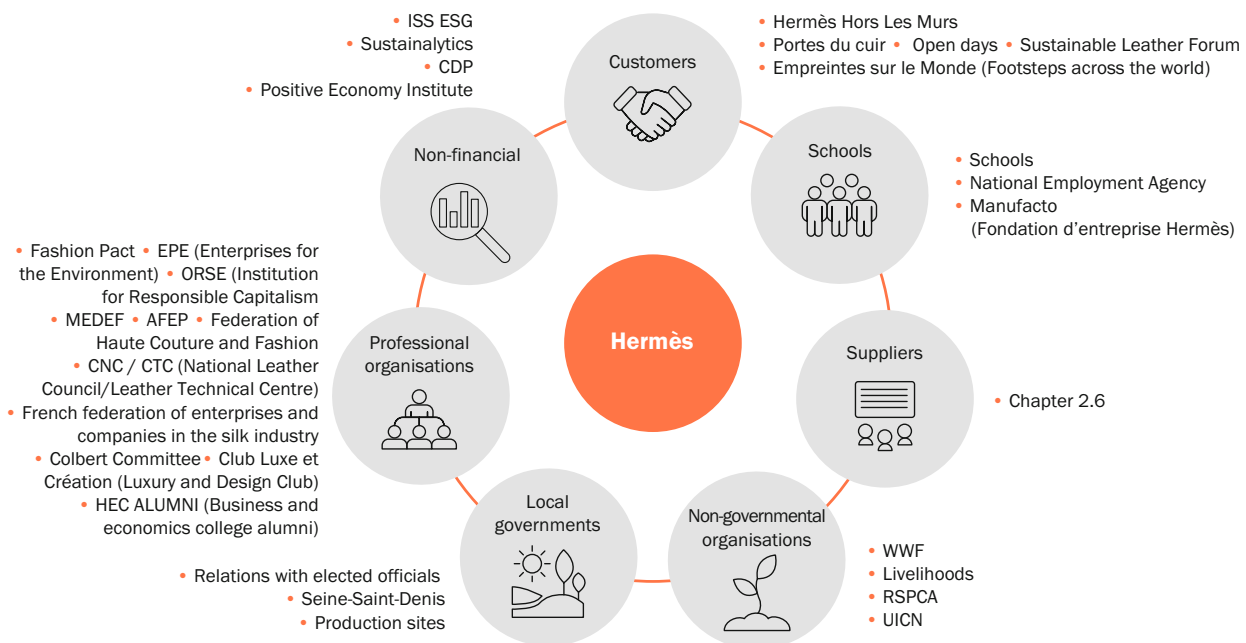 • ISS ESG
• Sustainalytics
• CDP
• Positive Economy Institute
Customers
• Hermès Hors Les Murs
• Portes du cuir • Open days • Sustainable Leather Forum
• Empreintes sur le Monde (Footsteps across the world)
Non-financial
Schools
• Schools
• National Employment Agency
• Manufacto
(Fondation d'entreprise Hermès)
• Fashion Pact • EPE (Enterprises for
the Environment) • ORSE (Institution
for Responsible Capitalism
• MEDEF • AFEP • Federation of
Haute Couture and Fashion
• CNC / CTC (National Leather
Council/Leather Technical Centre)
• French federation of enterprises and
companies in the silk industry
• Colbert Committee • Club Luxe et
Création (Luxury and Design Club)
• HEC ALUMNI (Business and
economics college alumni)
Professional
organisations
Hermès
Suppliers
• Chapter 2.6
Local
governments
• Relations with elected officials
• Seine-Saint-Denis
• Production sites
Non-governmental
organisations
• WWF
• Livelihoods
• RSPCA
• UICN